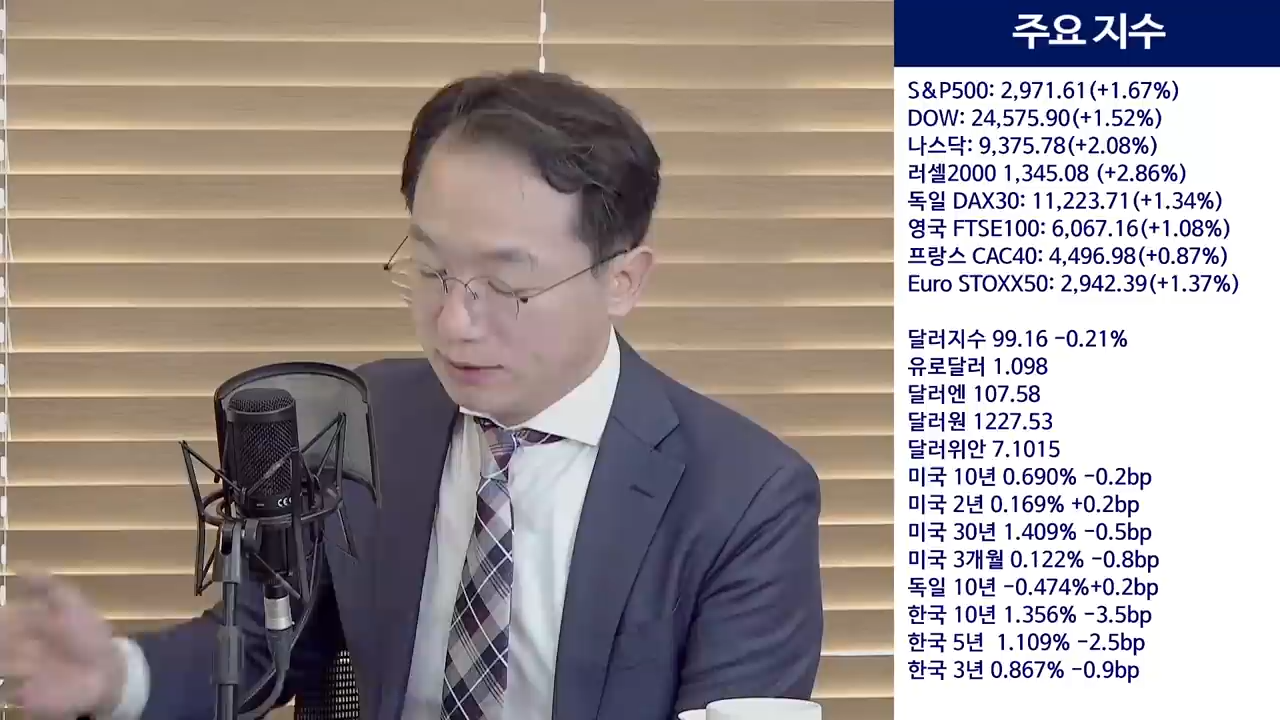 주요 지수
S&P500: 2,971.61(+1.67%)
DOW: 24,575.90(+1.52%)
나스닥: 9,375.78(+2.08%)
러셀2000 1,345.08 (+2.86%)
독일 DAX30: 11,223.71(+1.34%)
영국 FTSE100: 6,067.16(+1.08%)
프랑스 CAC40: 4,496.98(+0.87%)
Euro STOXX50: 2,942.39(+1.37%)
달러지수 99.16 -0.21%
유로달러 1.098
달러엔 107.58
달러원 1227.53
달러위안 7.1015
미국 10년 0.690% -0.2bp
미국 2년 0.169% +0.2bp
미국 30년 1.409% -0.5bp
미국 3개월 0.122% -0.8bp
독일 10년 -0.474%+0.2bp
한국 10년 1.356% -3.5bp
한국 5년  1.109% -2.5bp
한국 3년 0.867% -0.9bp